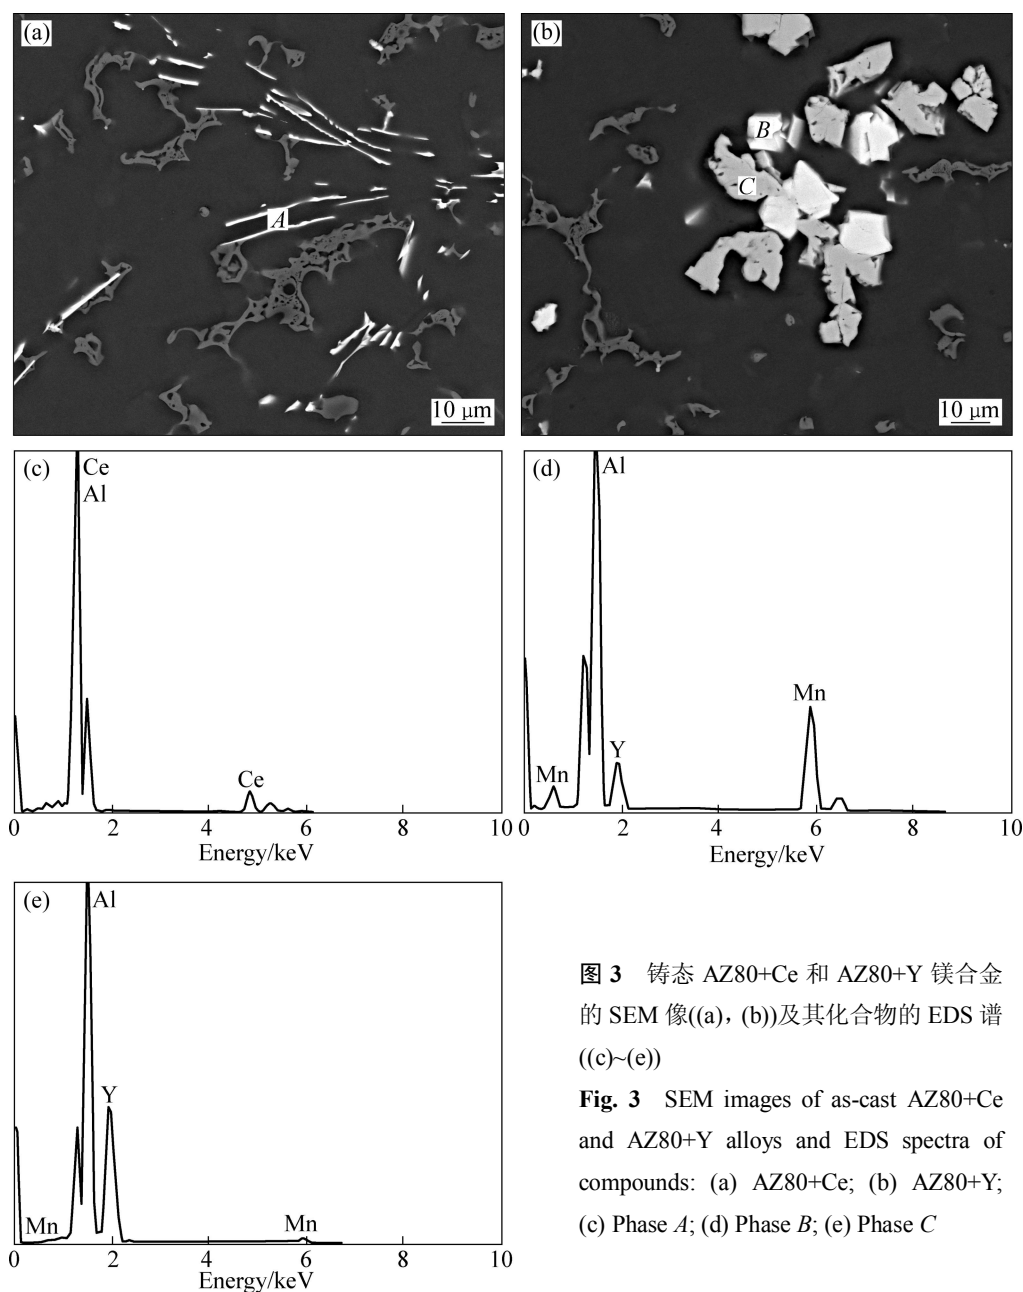 (a)
A
10 μm
(b)
B
C
10 μm
(c)
Ce
Al
Ce
0 2 4 6 8 10
Energy/keV
(d)
Al
Mn
Y
Mn
0 2 4 6 8 10
Energy/keV
(e)
Al
Y
Mn
Mn
0 2 4 6 8 10
Energy/keV
图 3 铸态 AZ80+Ce 和 AZ80+Y 镁合金
的 SEM 像((a)，(b))及其化合物的 EDS 谱
((c)~(e))
Fig. 3 SEM images of as-cast AZ80+Ce
and AZ80+Y alloys and EDS spectra of
compounds: (a) AZ80+Ce; (b) AZ80+Y;
(c) Phase A; (d) Phase B; (e) Phase C